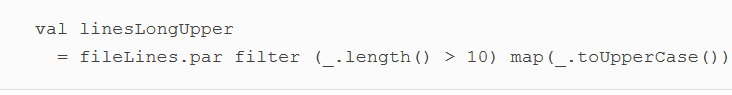 val linesLongUpper
= fileLines.par filter (_.length() > 10) map(_.toUpperCase())